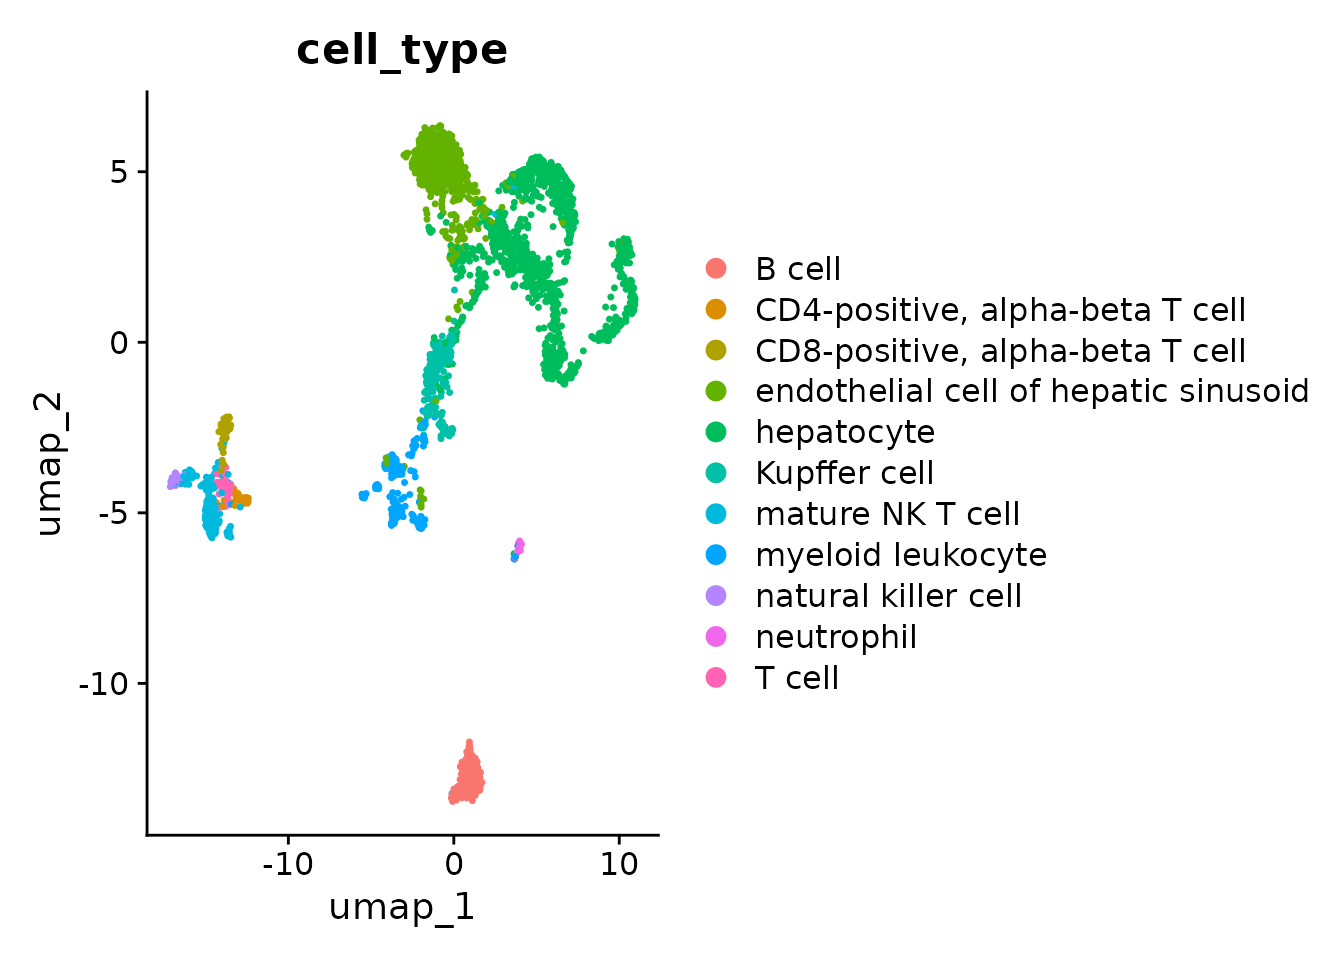 cell_type
5
0
-5
-10
umap_2
-10
0
10
umap_1
B cell
CD4-positive, alpha-beta T cell
CD8-positive, alpha-beta T cell
endothelial cell of hepatic sinusoid
hepatocyte
Kupffer cell
mature NK T cell
myeloid leukocyte
natural killer cell
neutrophil
T cell